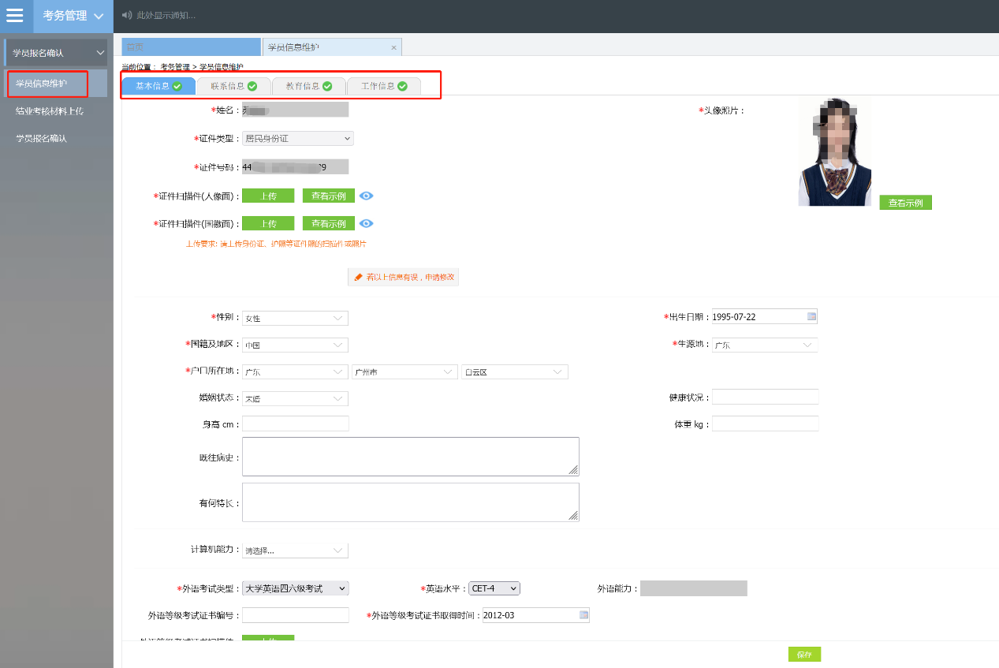 考务管理 此处显示通知...
学员报名确认
学员信息维护
结业考核材料上传
学员报名确认
首页 学员信息维护 ×
当前位置： 考务管理 > 学员信息维护
基本信息 联系信息 教育信息 工作信息
*姓名： *头像照片：
*证件类型： 居民身份证
*证件号码： 44 9
*证件扫描件(人像面)： 上传 查看示例
查看示例
*证件扫描件(国徽面)： 上传 查看示例
上传要求: 请上传身份证、护照等证件照的扫描件或照片
若以上信息有误，申请修改
*性别： 女性 *出生日期： 1995-07-22
*国籍及地区： 中国 *生源地： 广东
*户口所在地： 广东 广州市 白云区
婚姻状态： 未婚 健康状况：
身高 cm： 体重 kg：
既往病史：
有何特长：
计算机能力： 请选择...
*外语考试类型： 大学英语四六级考试 *英语水平： CET-4 外语能力：
外语等级考试证书编号： *外语等级考试证书取得时间： 2012-03
保存